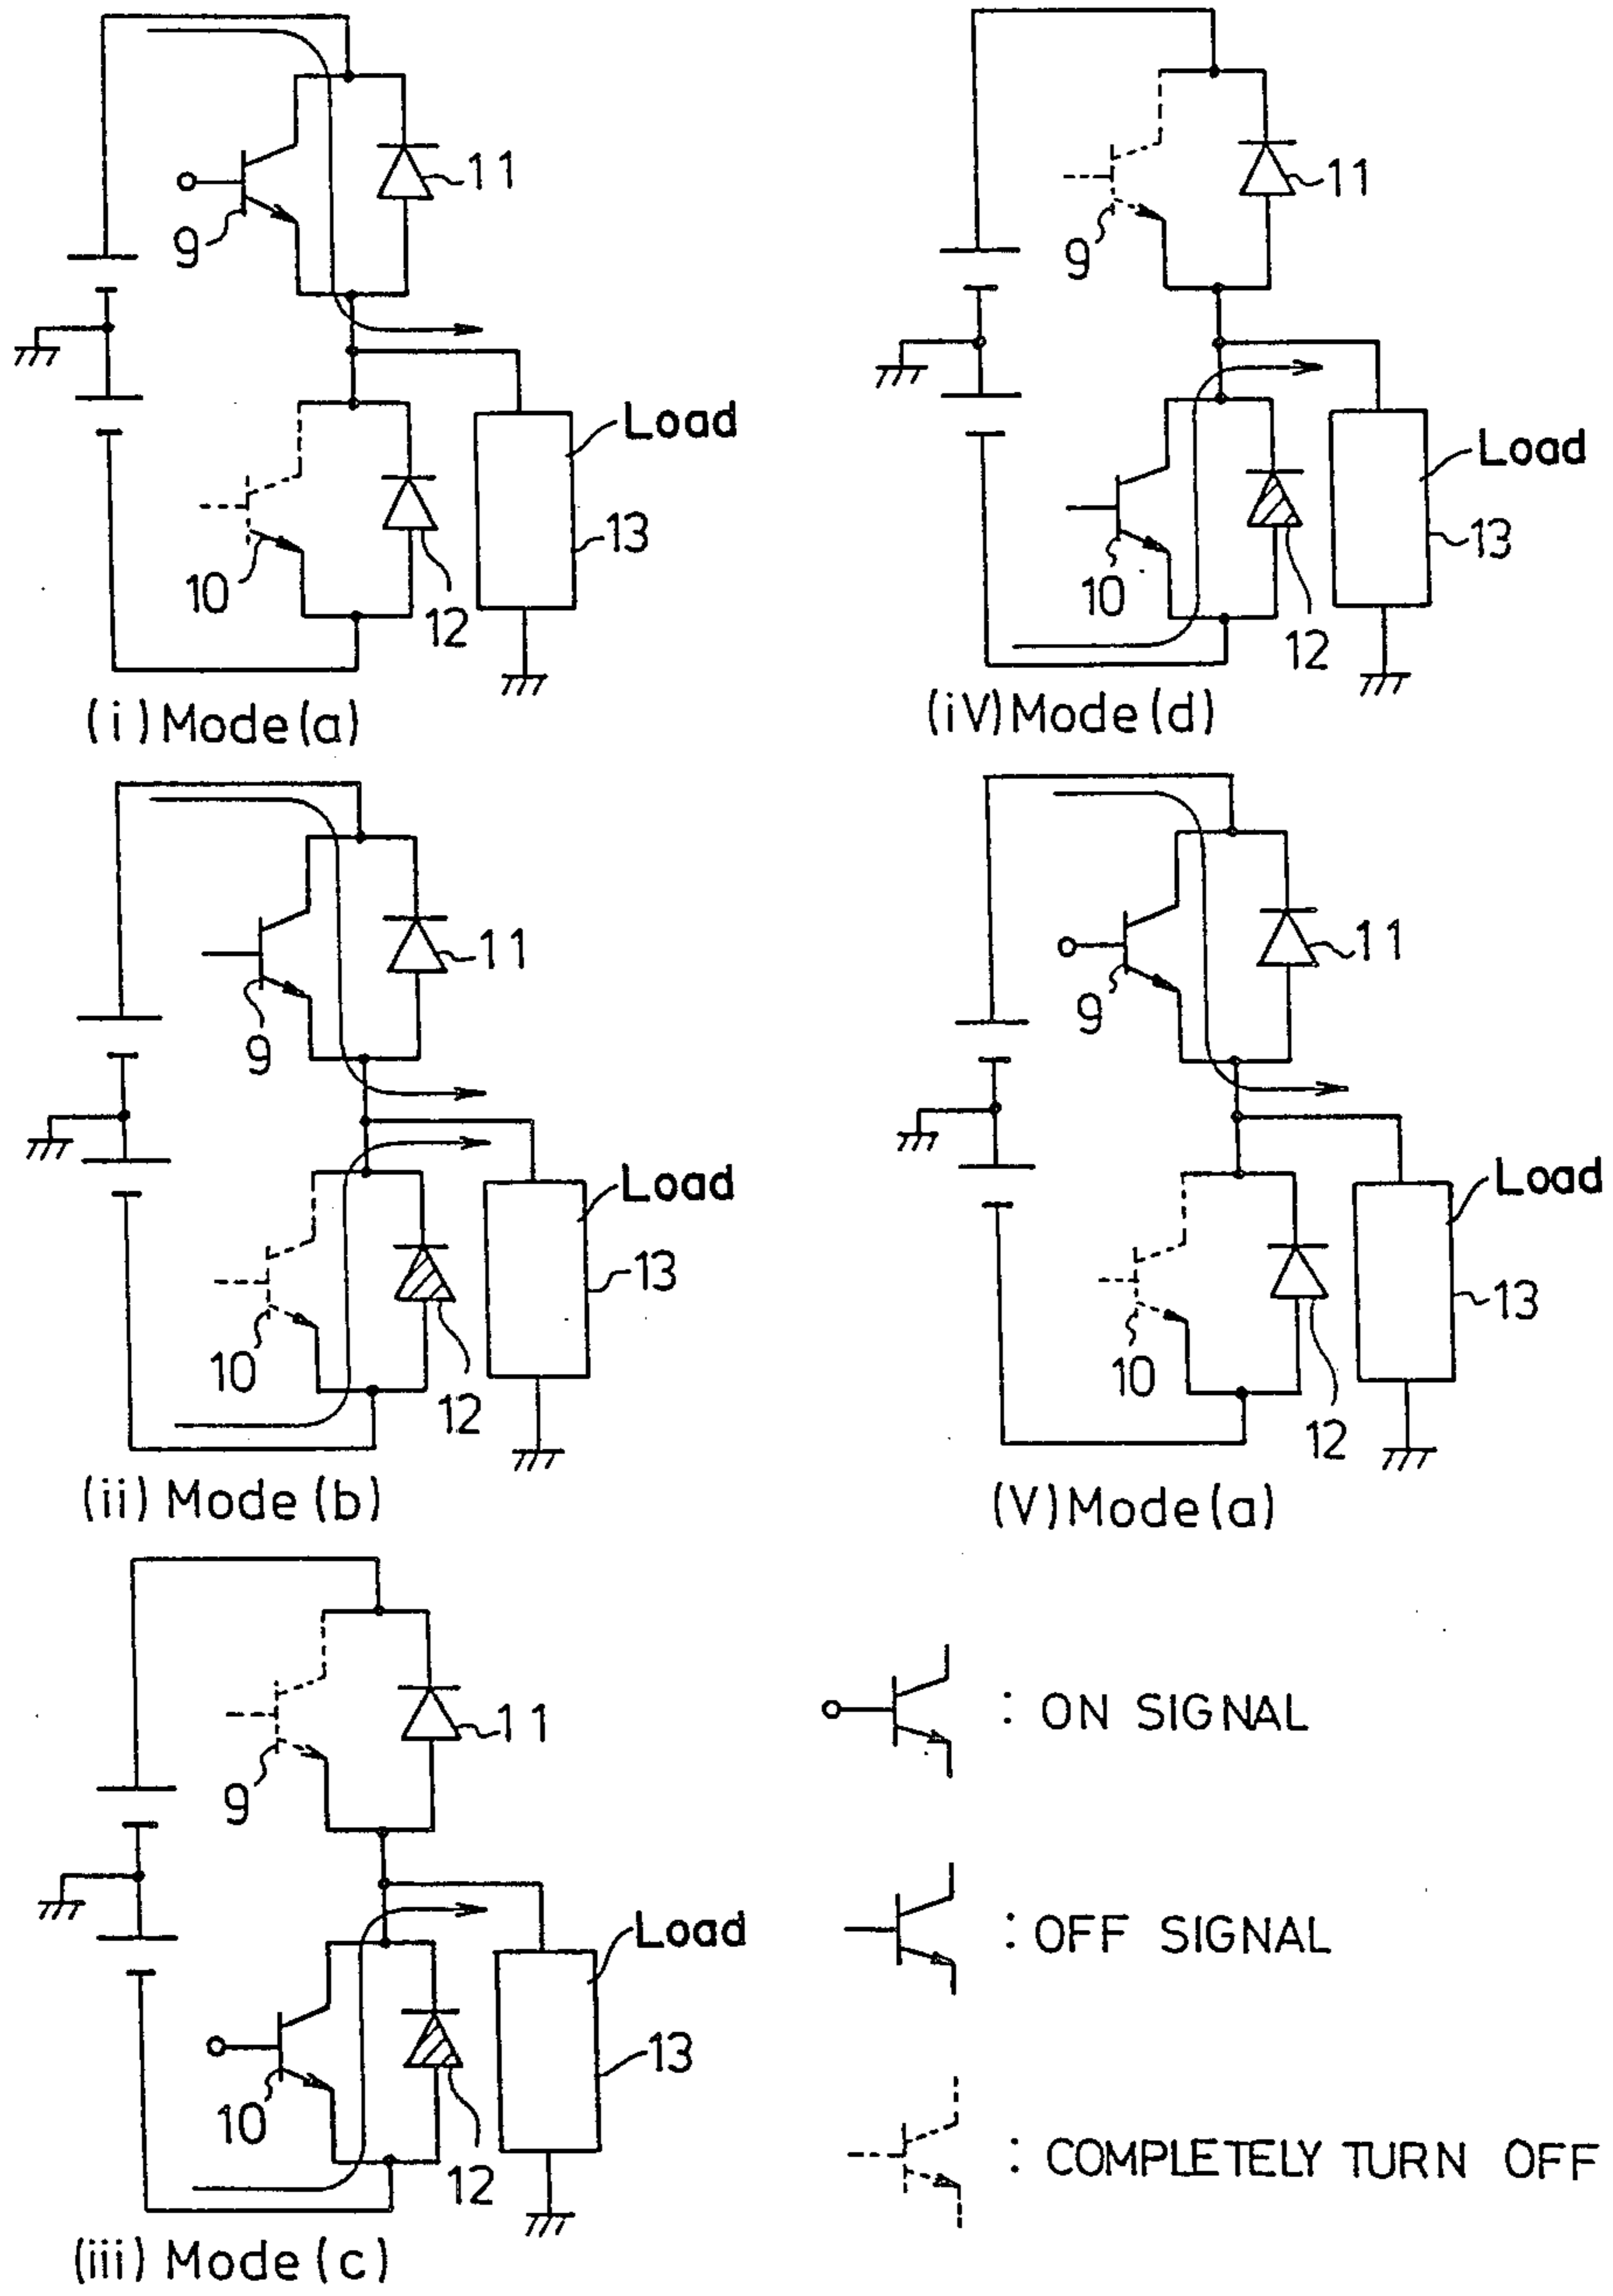 11
9
Load
13
10
12
(i) Mode(a)
11
9
Load
13
10
12
(ii) Mode(b)
11
9
Load
13
10
12
(iii) Mode(c)
11
9
Load
13
10
12
(iV)Mode(d)
11
9
Load
13
10
12
(V)Mode(a)
: ON SIGNAL
: OFF SIGNAL
: COMPLETELY TURN OFF